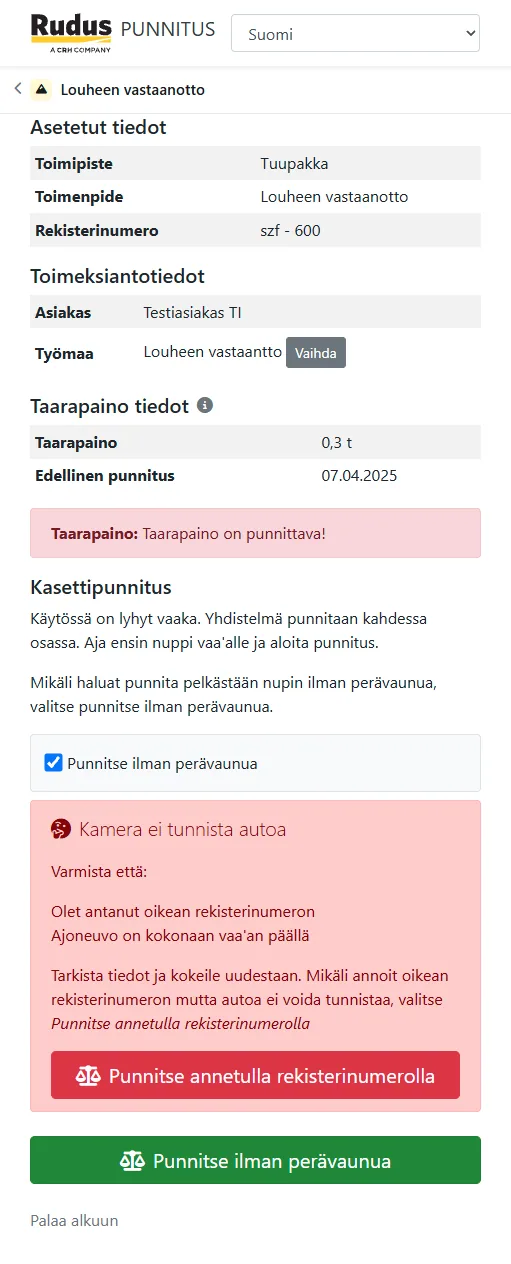 Rudus
A CRH COMPANY
PUNNITUS
Suomi
Louheen vastaanotto
Asetetut tiedot
Toimipiste Tuupakka
Toimenpide Louheen vastaanotto
Rekisterinumero szf - 600
Toimeksiantotiedot
Asiakas Testiasiakas TI
Työmaa Louheen vastaantto Vaihda
Taarapaino tiedot
Taarapaino 0,3 t
Edellinen punnitus 07.04.2025
Taarapaino: Taarapaino on punnittava!
Kasettipunnitus
Käytössä on lyhyt vaaka. Yhdistelmä punnitaan kahdessa
osassa. Aja ensin nuppi vaa'alle ja aloita punnitus.
Mikäli haluat punnita pelkästään nupin ilman perävaunua,
valitse punnitse ilman perävaunua.
Punnitse ilman perävaunua
Kamera ei tunnista autoa
Varmista että:
Olet antanut oikean rekisterinumeron
Ajoneuvo on kokonaan vaa'an päällä
Tarkista tiedot ja kokeile uudestaan. Mikäli annoit oikean
rekisterinumeron mutta autoa ei voida tunnistaa, valitse
Punnitse annetulla rekisterinumerolla
Punnitse annetulla rekisterinumerolla
Punnitse ilman perävaunua
Palaa alkuun